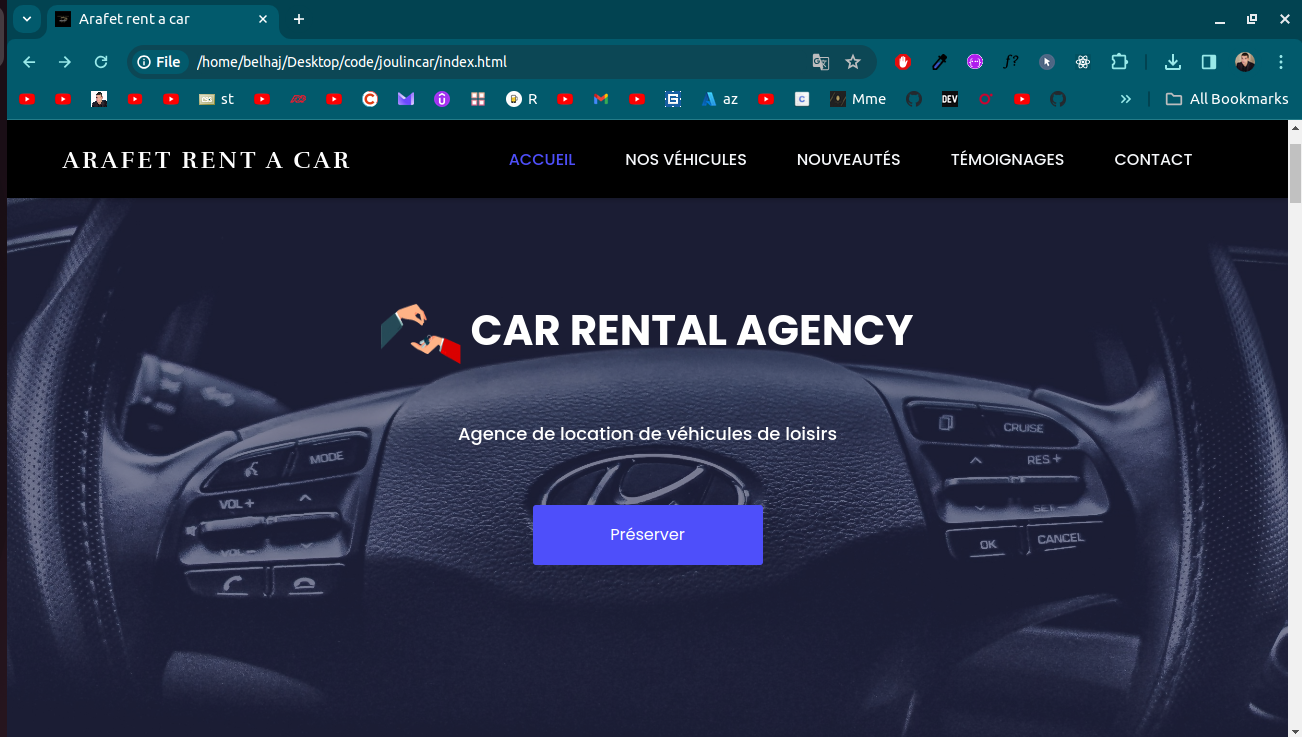 Arafet rent a car
File /home/belhaj/Desktop/code/joulincar/index.html f?
st C R G az C Mme DEV All Bookmarks
ARAFET RENT A CAR ACCUEIL NOS VÉHICULES NOUVEAUTÉS TÉMOIGNAGES CONTACT
CAR RENTAL AGENCY
Agence de location de véhicules de loisirs
CRUISE
MODE
RES +
VOL +
SET –
Préserver
VOL –
OK CANCEL